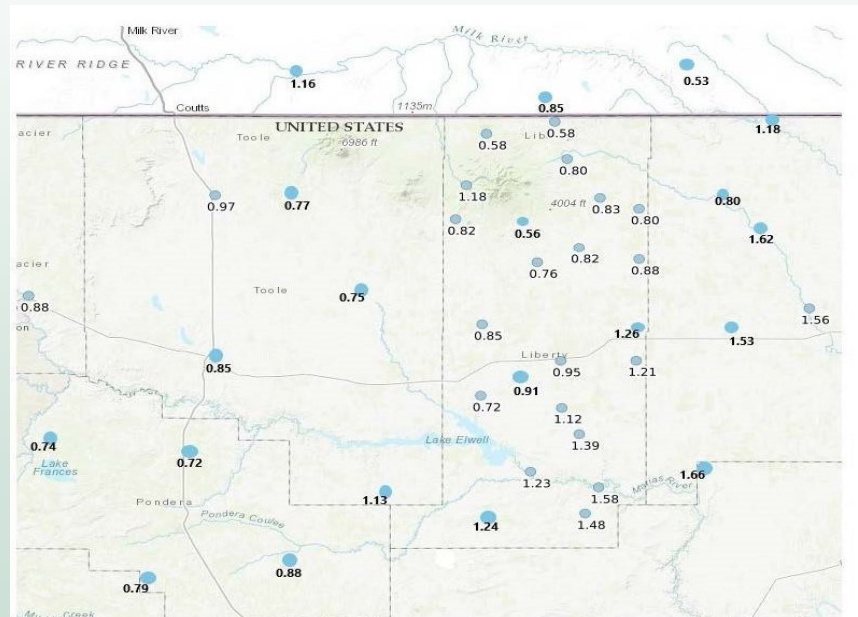 Milk River
Milk River
RIVER RIDGE
1.16
0.53
Coutts
1135m
0.85
UNITED STATES
acier
Toole
6986 ft
Lib
0.58
0.58
1.18
0.80
0.97
0.77
1.18
4004 ft
0.83
0.80
0.80
0.82
0.56
1.62
0.82
0.76
0.88
acier
Toole
0.75
0.88
on
0.85
1.26
1.53
1.56
0.85
Liberty
0.95
1.21
0.91
0.72
1.12
0.74
0.72
Lake Elwell
1.39
Lake
Frances
1.23
1.66
Marias River
1.58
1.13
Pondera
Pondera Coulee
1.24
1.48
0.88
0.79
Creek